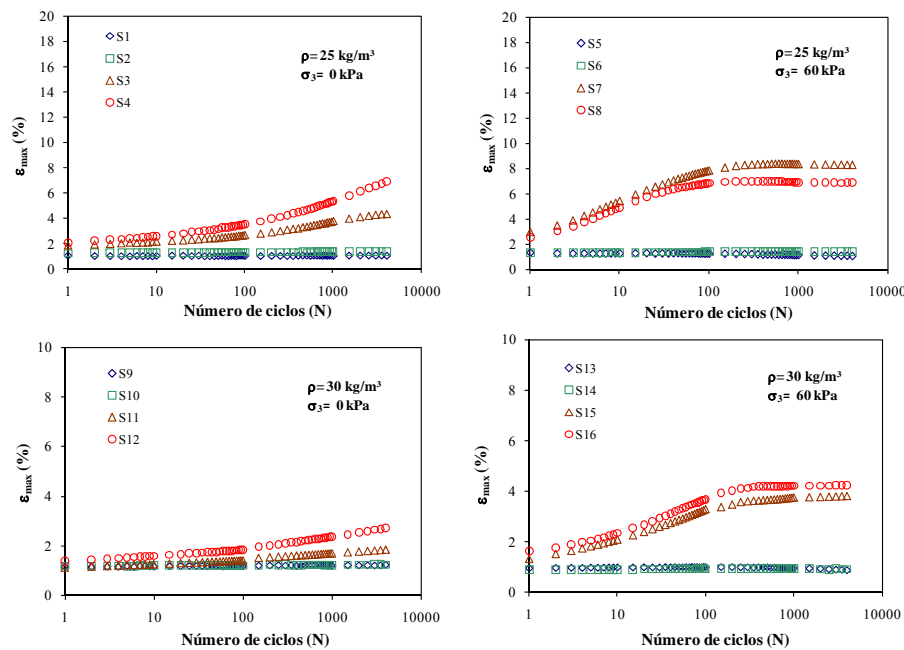 20
18
16
14
12
10
8
6
4
2
0
ε max (%)
S1
S2
S3
S4
ρ= 25 kg/m³
σ3= 0 kPa
1 10 100 1000 10000
Número de ciclos (N)
20
18
16
14
12
10
8
6
4
2
0
ε max (%)
S5
S6
S7
S8
ρ= 25 kg/m³
σ3= 60 kPa
1 10 100 1000 10000
Número de ciclos (N)
10
8
6
4
2
0
ε max (%)
S9
S10
S11
S12
ρ= 30 kg/m³
σ3= 0 kPa
1 10 100 1000 10000
Número de ciclos (N)
10
8
6
4
2
0
ε max (%)
S13
S14
S15
S16
ρ= 30 kg/m³
σ3= 60 kPa
1 10 100 1000 10000
Número de ciclos (N)